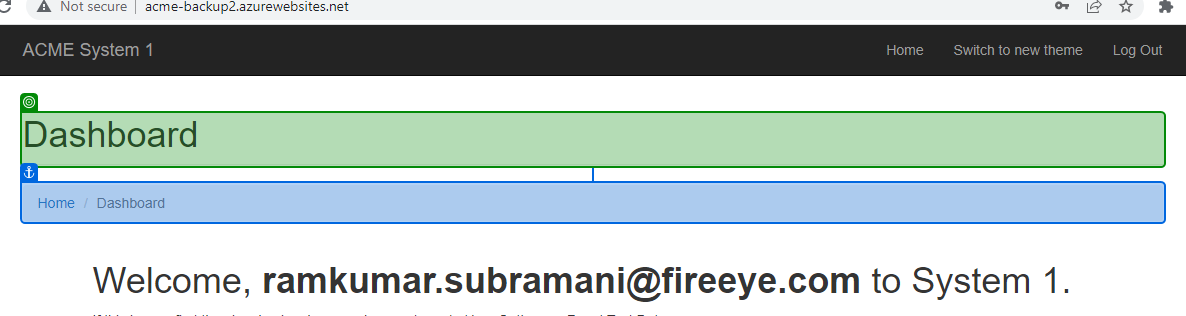 Not secure acme-backup2.azurewebsites.net
ACME System 1 Home Switch to new theme Log Out
Dashboard
Home / Dashboard
Welcome, ramkumar.subramani@fireeye.com to System 1.